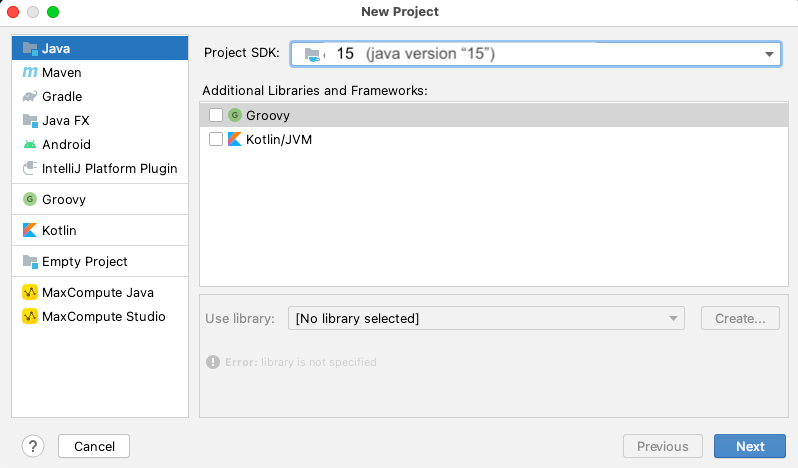 New Project
Java
Maven
Gradle
Java FX
Android
IntelliJ Platform Plugin
Groovy
Kotlin
Empty Project
MaxCompute Java
MaxCompute Studio
Project SDK: 15 (java version “15”)
Additional Libraries and Frameworks:
G Groovy
Kotlin/JVM
Use library: [No library selected] Create...
Error: library is not specified
? Cancel Previous Next